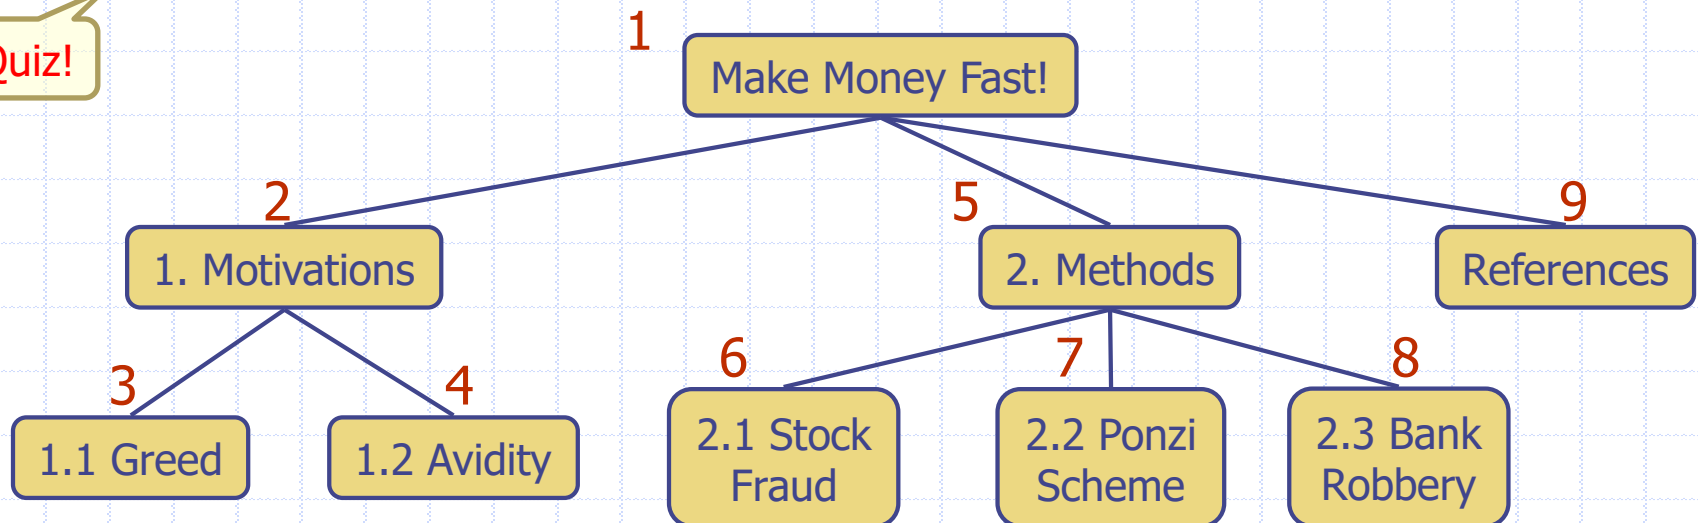 Quiz!
1
Make Money Fast!
2
5
9
1. Motivations
2. Methods
References
3
4
6
7
8
1.1 Greed
1.2 Avidity
2.1 Stock
Fraud
2.2 Ponzi
Scheme
2.3 Bank
Robbery